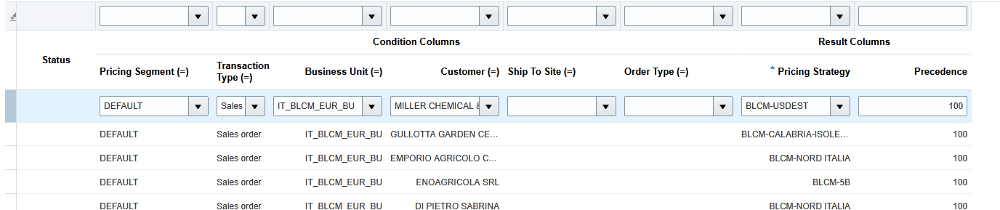 Condition Columns Result Columns
Status
Pricing Segment (=) Transaction Type (=) Business Unit (=) Customer (=) Ship To Site (=) Order Type (=) * Pricing Strategy Precedence
DEFAULT Sales IT_BLCM_EUR_BU MILLER CHEMICAL & BLCM-USDEST 100
DEFAULT Sales order IT_BLCM_EUR_BU GULLOTTA GARDEN CE... BLCM-CALABRIA-ISOLE... 100
DEFAULT Sales order IT_BLCM_EUR_BU EMPORIO AGRICOLO C... BLCM-NORD ITALIA 100
DEFAULT Sales order IT_BLCM_EUR_BU ENOAGRICOLA SRL BLCM-5B 100
DEFAULT Sales order IT_BLCM_EUR_BU DI PIETRO SABRINA BLCM-NORD ITALIA 100